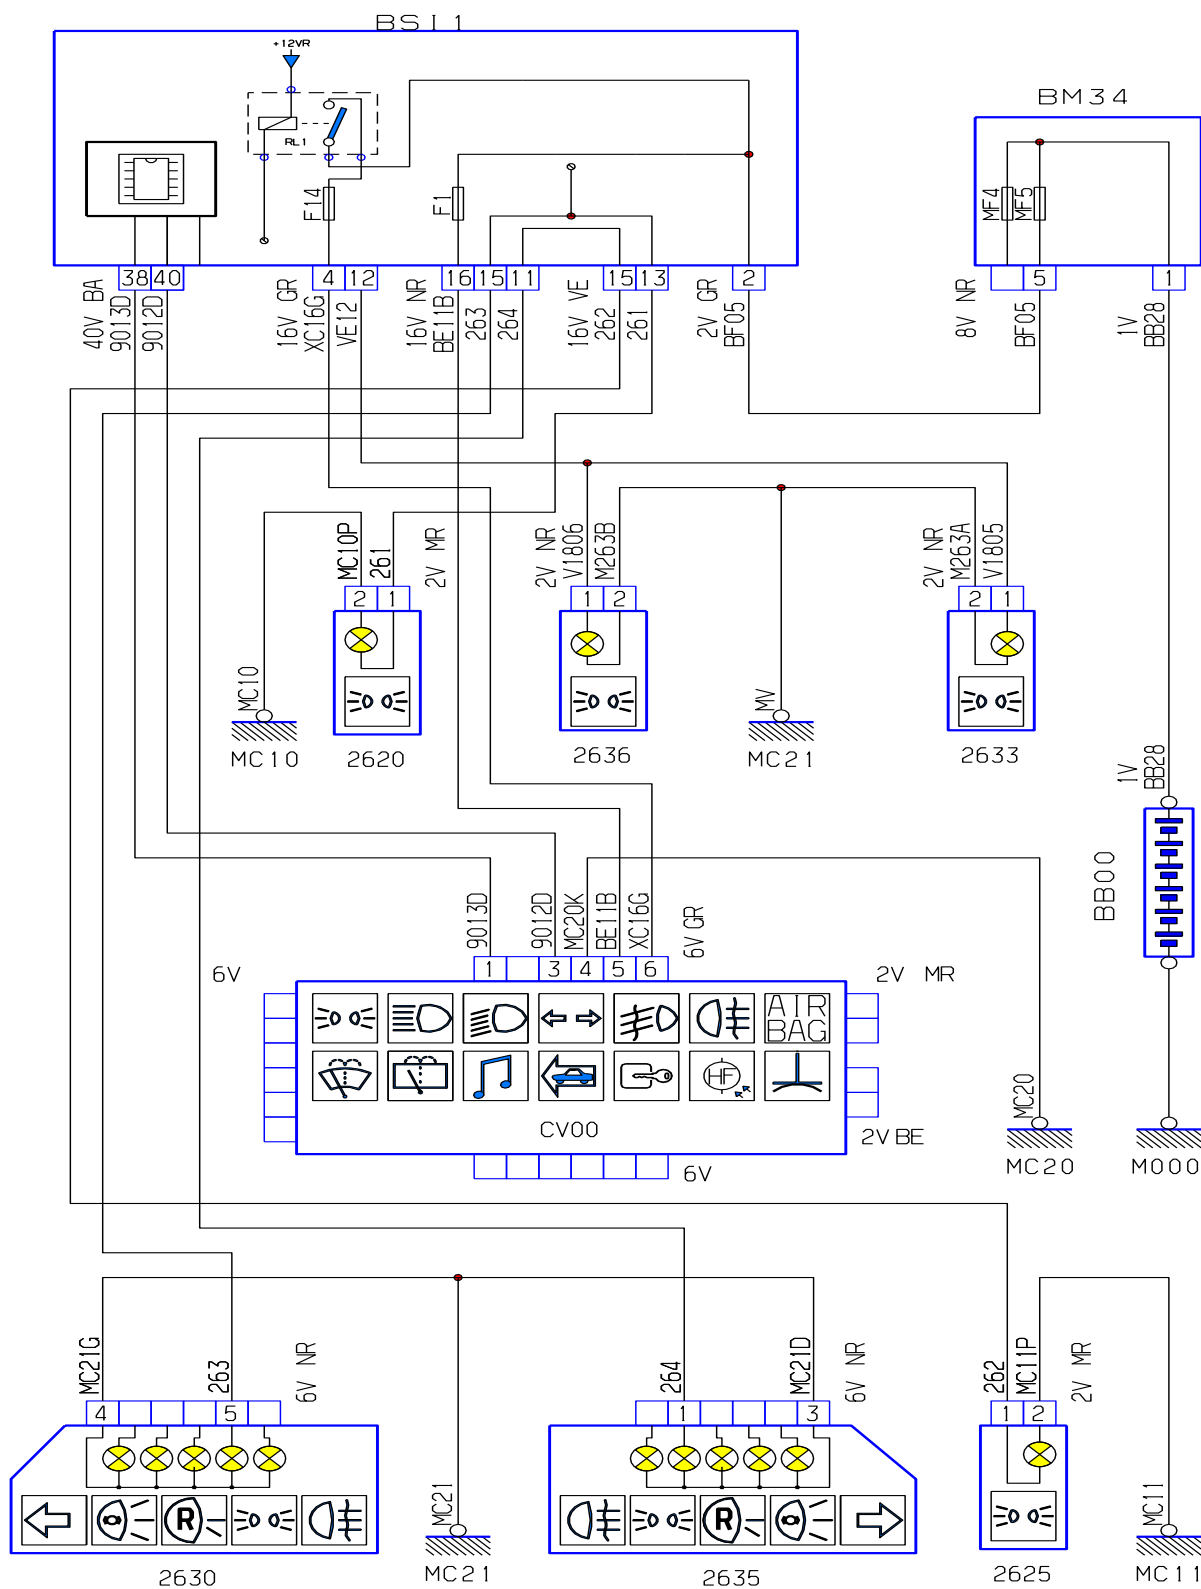 BSI1
+12VR
BM34
RL1
F14
F1
MF4
MF5
38
40
4
12
16
15
11
15
13
2
5
1
40V BA
9013D
9012D
16V GR
XC16G
VE12
16V NR
BE11B
263
264
16V VE
262
261
2V GR
BF05
8V NR
BF05
1V
BB28
MC10P
261
2V MR
2V NR
V1806
M263B
2V NR
M263A
V1805
2
1
1
2
2
1
MC10
MV
MC10
2620
2636
MC21
2633
1V
BB28
BB00
9013D
9012D
MC20K
BE11B
XC16G
6V GR
6V
1
3
4
5
6
2V MR
AIR
BAG
HF
CV00
2V BE
6V
MC20
MC20
M000
MC21G
263
6V NR
264
MC21D
6V NR
262
MC11P
2V MR
4
5
1
3
1
2
R
R
MC21
MC11
2630
MC21
2635
2625
MC11